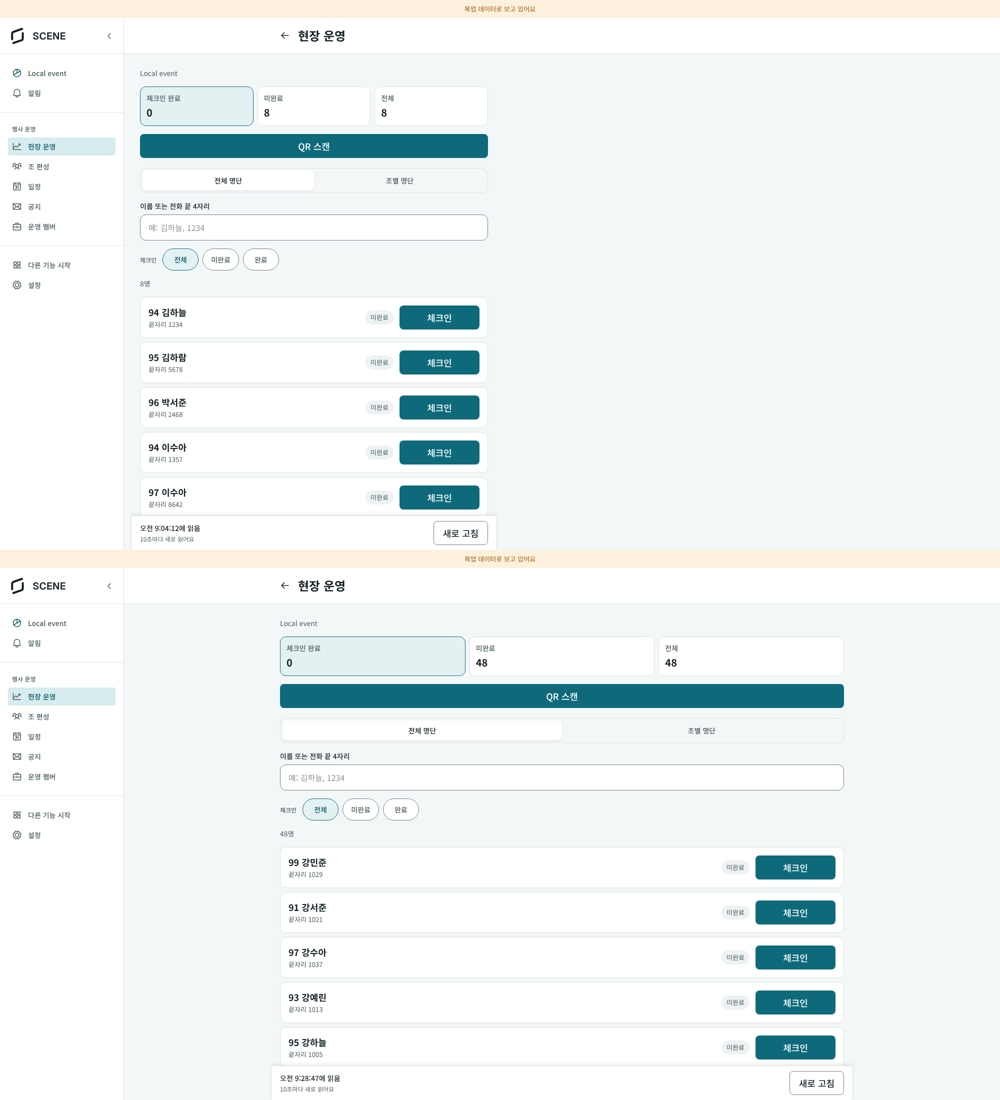 목업 데이터로 보고 있어요
SCENE
현장 운영
Local event
알림
행사 운영
현장 운영
조 편성
일정
공지
운영 멤버
다른 기능 시작
설정
Local event
체크인 완료
0
미완료
8
전체
8
QR 스캔
전체 명단
조별 명단
이름 또는 전화 끝 4자리
예: 김하늘, 1234
체크인
전체
미완료
완료
8명
94 김하늘
끝자리 1234
미완료
체크인
95 김하람
끝자리 5678
미완료
체크인
96 박서준
끝자리 2468
미완료
체크인
94 이수아
끝자리 1357
미완료
체크인
97 이수아
끝자리 8642
미완료
체크인
오전 9:04:12에 읽음
10초마다 새로 읽어요
새로 고침
목업 데이터로 보고 있어요
SCENE
현장 운영
Local event
알림
행사 운영
현장 운영
조 편성
일정
공지
운영 멤버
다른 기능 시작
설정
Local event
체크인 완료
0
미완료
48
전체
48
QR 스캔
전체 명단
조별 명단
이름 또는 전화 끝 4자리
예: 김하늘, 1234
체크인
전체
미완료
완료
48명
99 강민준
끝자리 1029
미완료
체크인
91 강서준
끝자리 1021
미완료
체크인
97 강수아
끝자리 1037
미완료
체크인
93 강예린
끝자리 1013
미완료
체크인
95 강하늘
끝자리 1005
미완료
체크인
오전 9:28:47에 읽음
10초마다 새로 읽어요
새로 고침